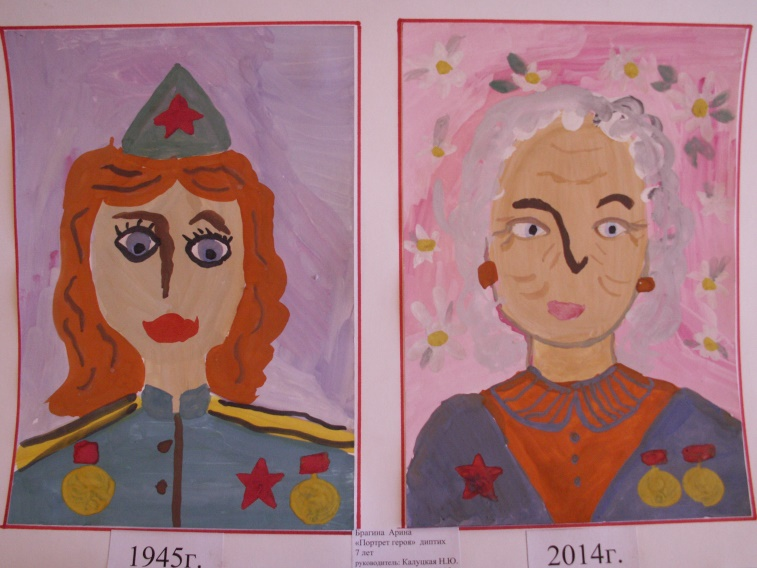 1945г.
Брагина Арина
«Портрет героя» диптих
7 лет
руководитель: Калуцкая Н.Ю.
2014г.